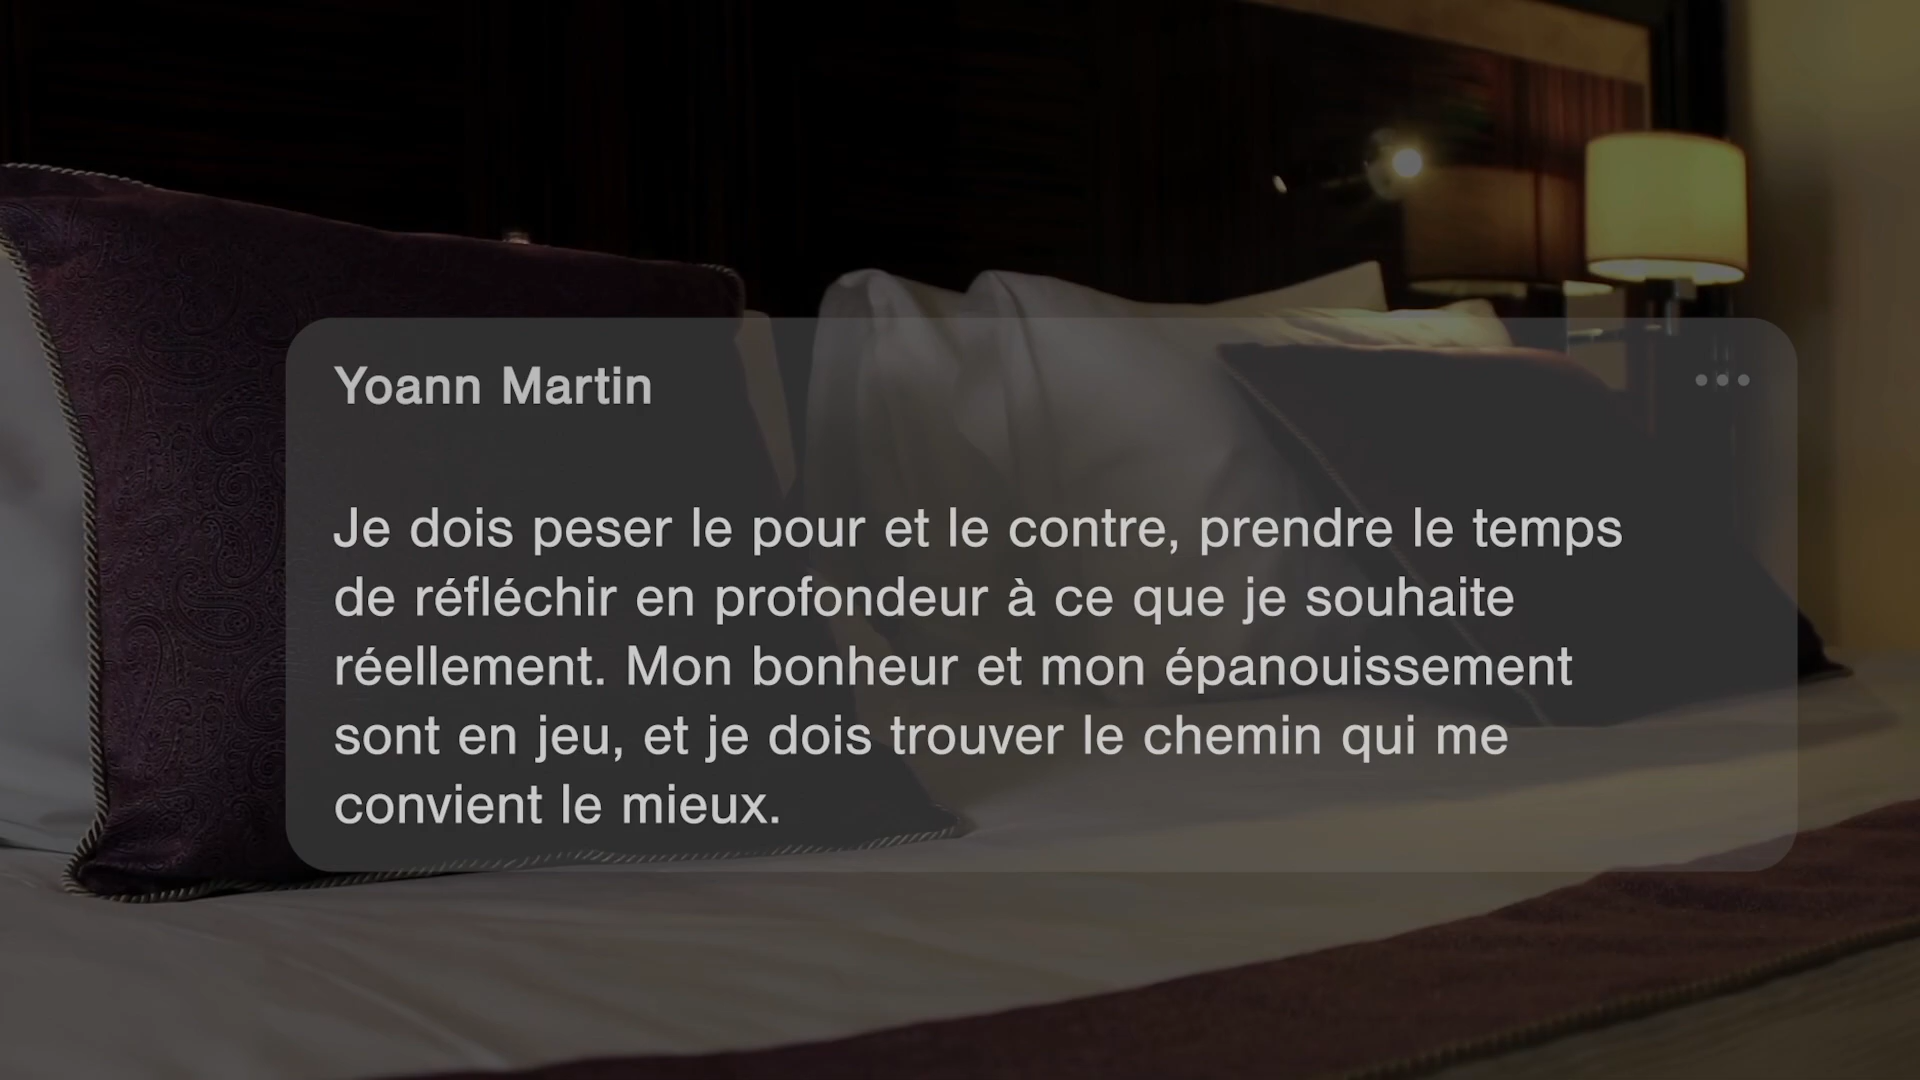 Yoann Martin
Je dois peser le pour et le contre, prendre le temps
de réfléchir en profondeur à ce que je souhaite
réellement. Mon bonheur et mon épanouissement
sont en jeu, et je dois trouver le chemin qui me
convient le mieux.